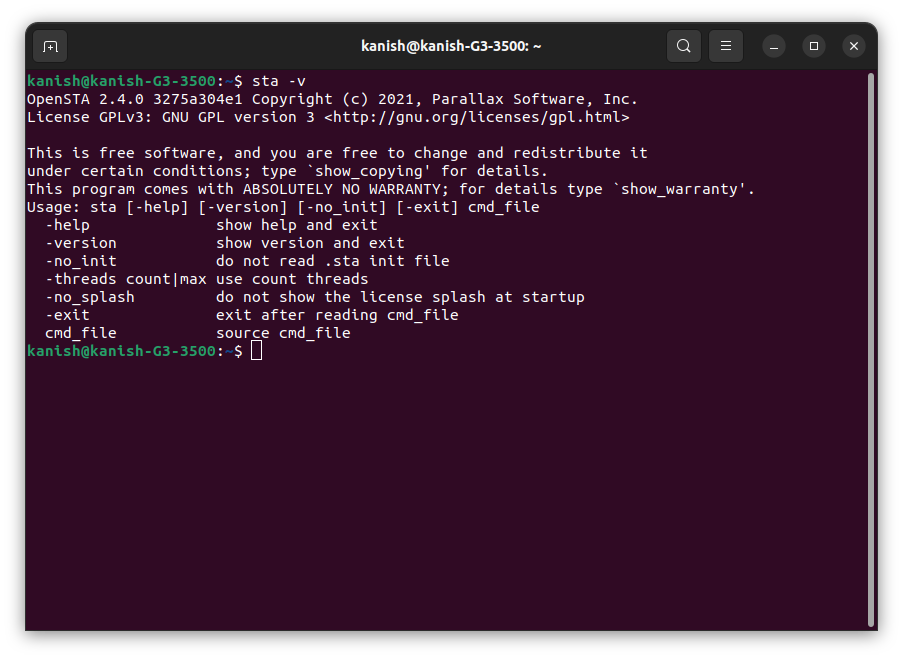 kanish@kanish-G3-3500: ~
kanish@kanish-G3-3500:~$ sta -v
OpenSTA 2.4.0 3275a304e1 Copyright (c) 2021, Parallax Software, Inc.
License GPLv3: GNU GPL version 3 <http://gnu.org/licenses/gpl.html>

This is free software, and you are free to change and redistribute it
under certain conditions; type `show_copying' for details.
This program comes with ABSOLUTELY NO WARRANTY; for details type `show_warranty'.
Usage: sta [-help] [-version] [-no_init] [-exit] cmd_file
  -help              show help and exit
  -version           show version and exit
  -no_init           do not read .sta init file
  -threads count|max use count threads
  -no_splash         do not show the license splash at startup
  -exit              exit after reading cmd_file
  cmd_file           source cmd_file
kanish@kanish-G3-3500:~$